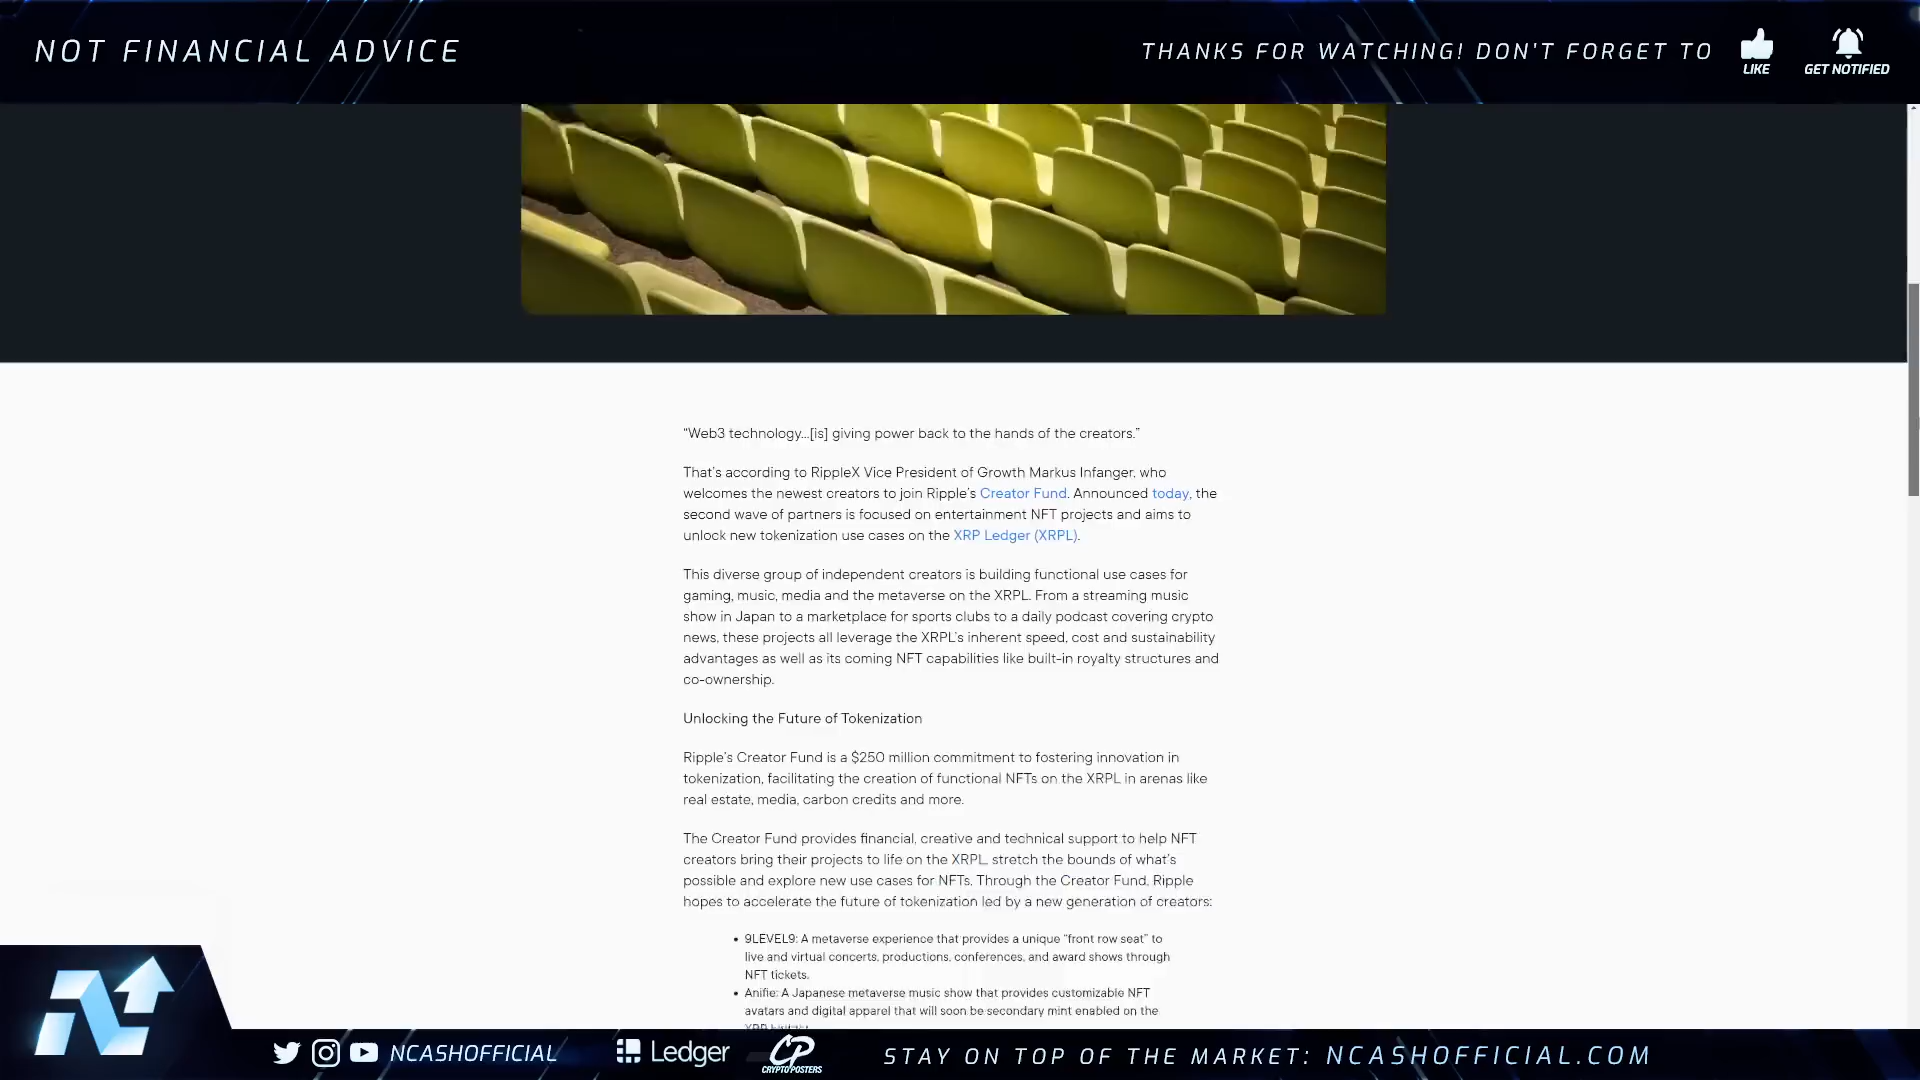 NOT FINANCIAL ADVICE
THANKS FOR WATCHING! DON'T FORGET TO
LIKE
GET NOTIFIED
“Web3 technology...[is] giving power back to the hands of the creators.”
That’s according to RippleX Vice President of Growth Markus Infanger, who
welcomes the newest creators to join Ripple’s Creator Fund. Announced today, the
second wave of partners is focused on entertainment NFT projects and aims to
unlock new tokenization use cases on the XRP Ledger (XRPL).
This diverse group of independent creators is building functional use cases for
gaming, music, media and the metaverse on the XRPL. From a streaming music
show in Japan to a marketplace for sports clubs to a daily podcast covering crypto
news, these projects all leverage the XRPL’s inherent speed, cost and sustainability
advantages as well as its coming NFT capabilities like built-in royalty structures and
co-ownership.
Unlocking the Future of Tokenization
Ripple’s Creator Fund is a $250 million commitment to fostering innovation in
tokenization, facilitating the creation of functional NFTs on the XRPL in arenas like
real estate, media, carbon credits and more.
The Creator Fund provides financial, creative and technical support to help NFT
creators bring their projects to life on the XRPL, stretch the bounds of what’s
possible and explore new use cases for NFTs. Through the Creator Fund, Ripple
hopes to accelerate the future of tokenization led by a new generation of creators:
• 9LEVEL9: A metaverse experience that provides a unique “front row seat” to
live and virtual concerts, productions, conferences, and award shows through
NFT tickets.
• Anifie: A Japanese metaverse music show that provides customizable NFT
avatars and digital apparel that will soon be secondary mint enabled on the
NCASHOFFICIAL
Ledger
CP
CRYPTO POSTERS
STAY ON TOP OF THE MARKET: NCASHOFFICIAL.COM